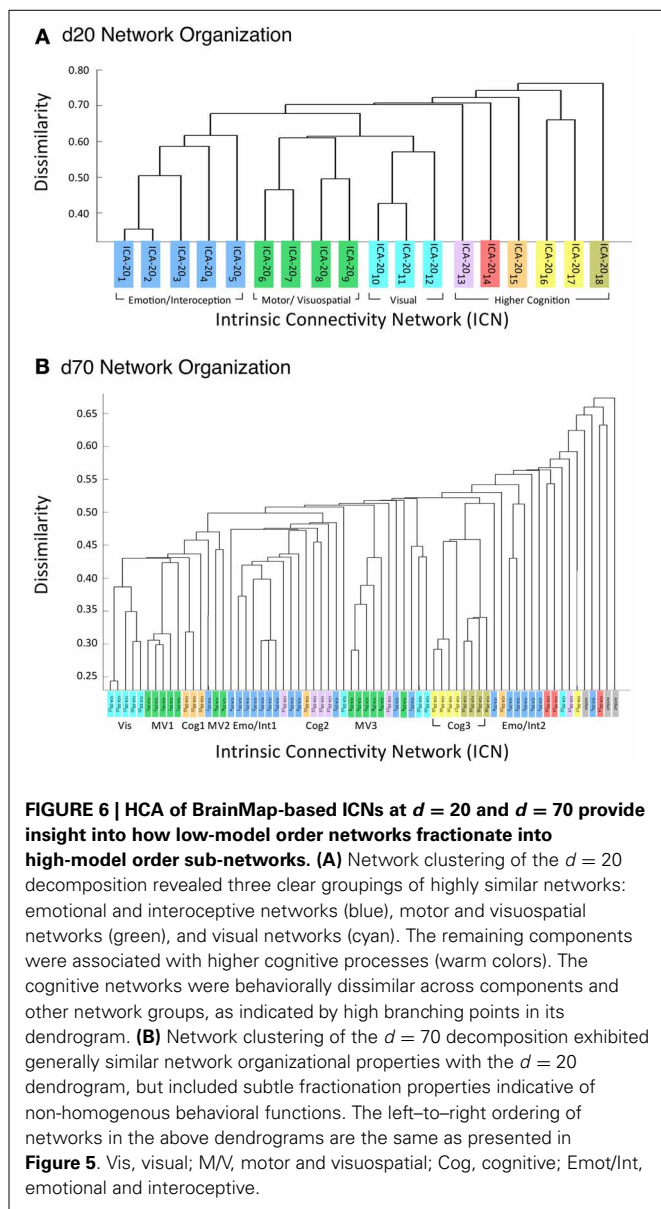 A d20 Network Organization
0.80
0.70
0.60
0.50
0.40
Dissimilarity
ICA-20 1
ICA-20 2
ICA-20 3
ICA-20 4
ICA-20 5
ICA-20 6
ICA-20 7
ICA-20 8
ICA-20 9
ICA-20 10
ICA-20 11
ICA-20 12
ICA-20 13
ICA-20 14
ICA-20 15
ICA-20 16
ICA-20 17
ICA-20 18
Emotion/Interoception
Motor/ Visuospatial
Visual
Higher Cognition
Intrinsic Connectivity Network (ICN)
B d70 Network Organization
0.65
0.60
0.55
0.50
0.45
0.40
0.35
0.30
0.25
Dissimilarity
Vis MV1 Cog1 MV2 Emo/Int1 Cog2 MV3 Cog3 Emo/Int2
Intrinsic Connectivity Network (ICN)
FIGURE 6 | HCA of BrainMap-based ICNs at d = 20 and d = 70 provide
insight into how low-model order networks fractionate into
high-model order sub-networks. (A) Network clustering of the d = 20
decomposition revealed three clear groupings of highly similar networks:
emotional and interoceptive networks (blue), motor and visuospatial
networks (green), and visual networks (cyan). The remaining components
were associated with higher cognitive processes (warm colors). The
cognitive networks were behaviorally dissimilar across components and
other network groups, as indicated by high branching points in its
dendrogram. (B) Network clustering of the d = 70 decomposition exhibited
generally similar network organizational properties with the d = 20
dendrogram, but included subtle fractionation properties indicative of
non-homogenous behavioral functions. The left–to–right ordering of
networks in the above dendrograms are the same as presented in
Figure 5. Vis, visual; M/V, motor and visuospatial; Cog, cognitive; Emot/Int,
emotional and interoceptive.